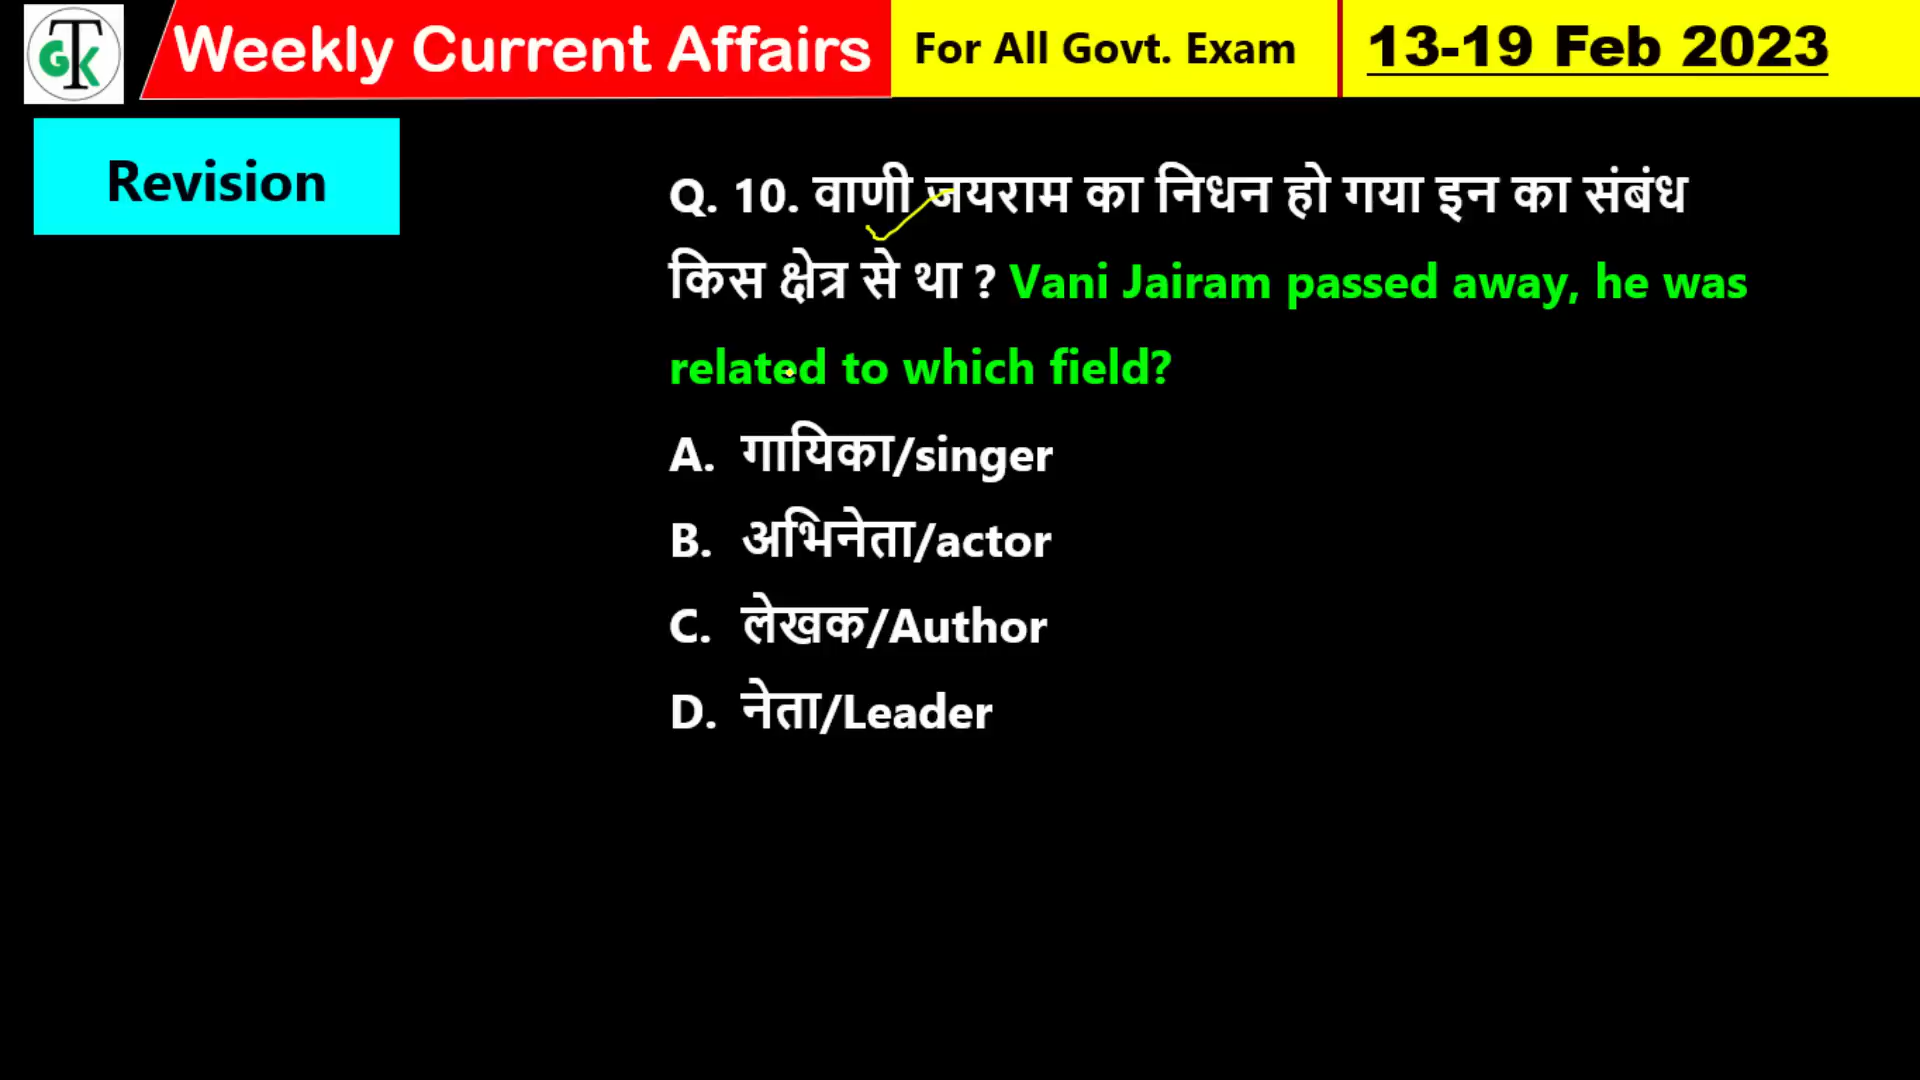 TGK
Weekly Current Affairs
For All Govt. Exam
13-19 Feb 2023
Revision
Q. 10. वाणी जयराम का निधन हो गया इन का संबंध
किस क्षेत्र से था ? Vani Jairam passed away, he was
related to which field?
A. गायिका/singer
B. अभिनेता/actor
C. लेखक/Author
D. नेता/Leader